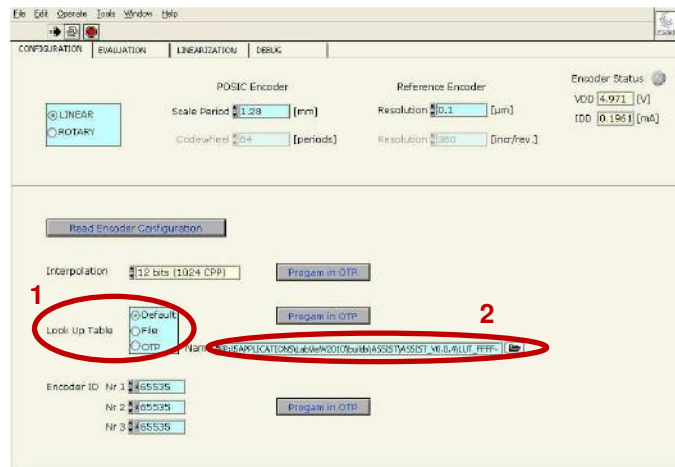 File Edit Operate Tools Window Help
CONFIGURATION EVALUATION LINEARIZATION DEBUG
POSIC Encoder Reference Encoder Encoder Status
LINEAR Scale Period 1.28 [mm] Resolution 0.1 [um] VDD 4.971 [V]
ROTARY Codewheel 64 [periods] Resolution 360 [incr/rev.] IDD 0.1961 [mA]
Read Encoder Configuration
Interpolation 12 bits (1024 CPP) Progam in OTP
1
Default Progam in OTP
2
Look Up Table File
OTP Nam
Encoder ID Nr 1 65535
Nr 2 65535 Progam in OTP
Nr 3 65535